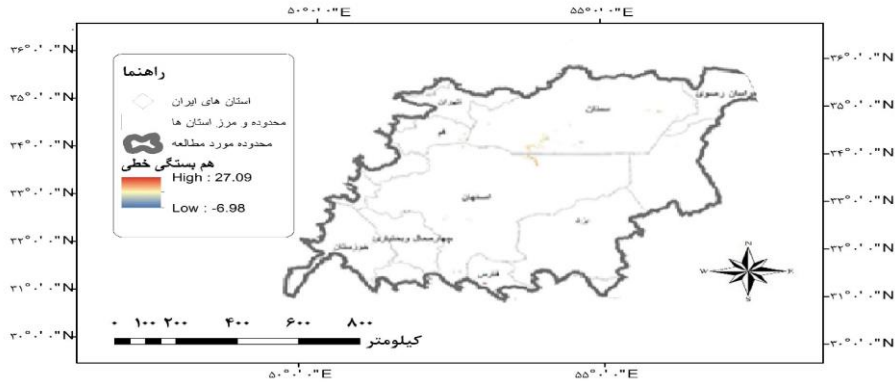 ۵۰°۰'۰"E ۵۵°۰'۰"E
۳۶°۰'۰"N
۳۵°۰'۰"N
۳۴°۰'۰"N
۳۳°۰'۰"N
۳۲°۰'۰"N
۳۱°۰'۰"N
۳۰°۰'۰"N
راهنما
استان های ایران
محدوده و مرز استان ها
محدوده مورد مطالعه
هم بستگی خطی
High : 27.09
Low : -6.98
خراسان رضوی
تهران
سمنان
قم
اصفهان
یزد
چهارمحال وبختیاری
خوزستان
فارس
N
W E
S
۰ ۱۰۰ ۲۰۰ ۴۰۰ ۶۰۰ ۸۰۰
کیلومتر
۳۶°۰'۰"N
۳۵°۰'۰"N
۳۴°۰'۰"N
۳۳°۰'۰"N
۳۲°۰'۰"N
۳۱°۰'۰"N
۳۰°۰'۰"N
۵۰°۰'۰"E ۵۵°۰'۰"E